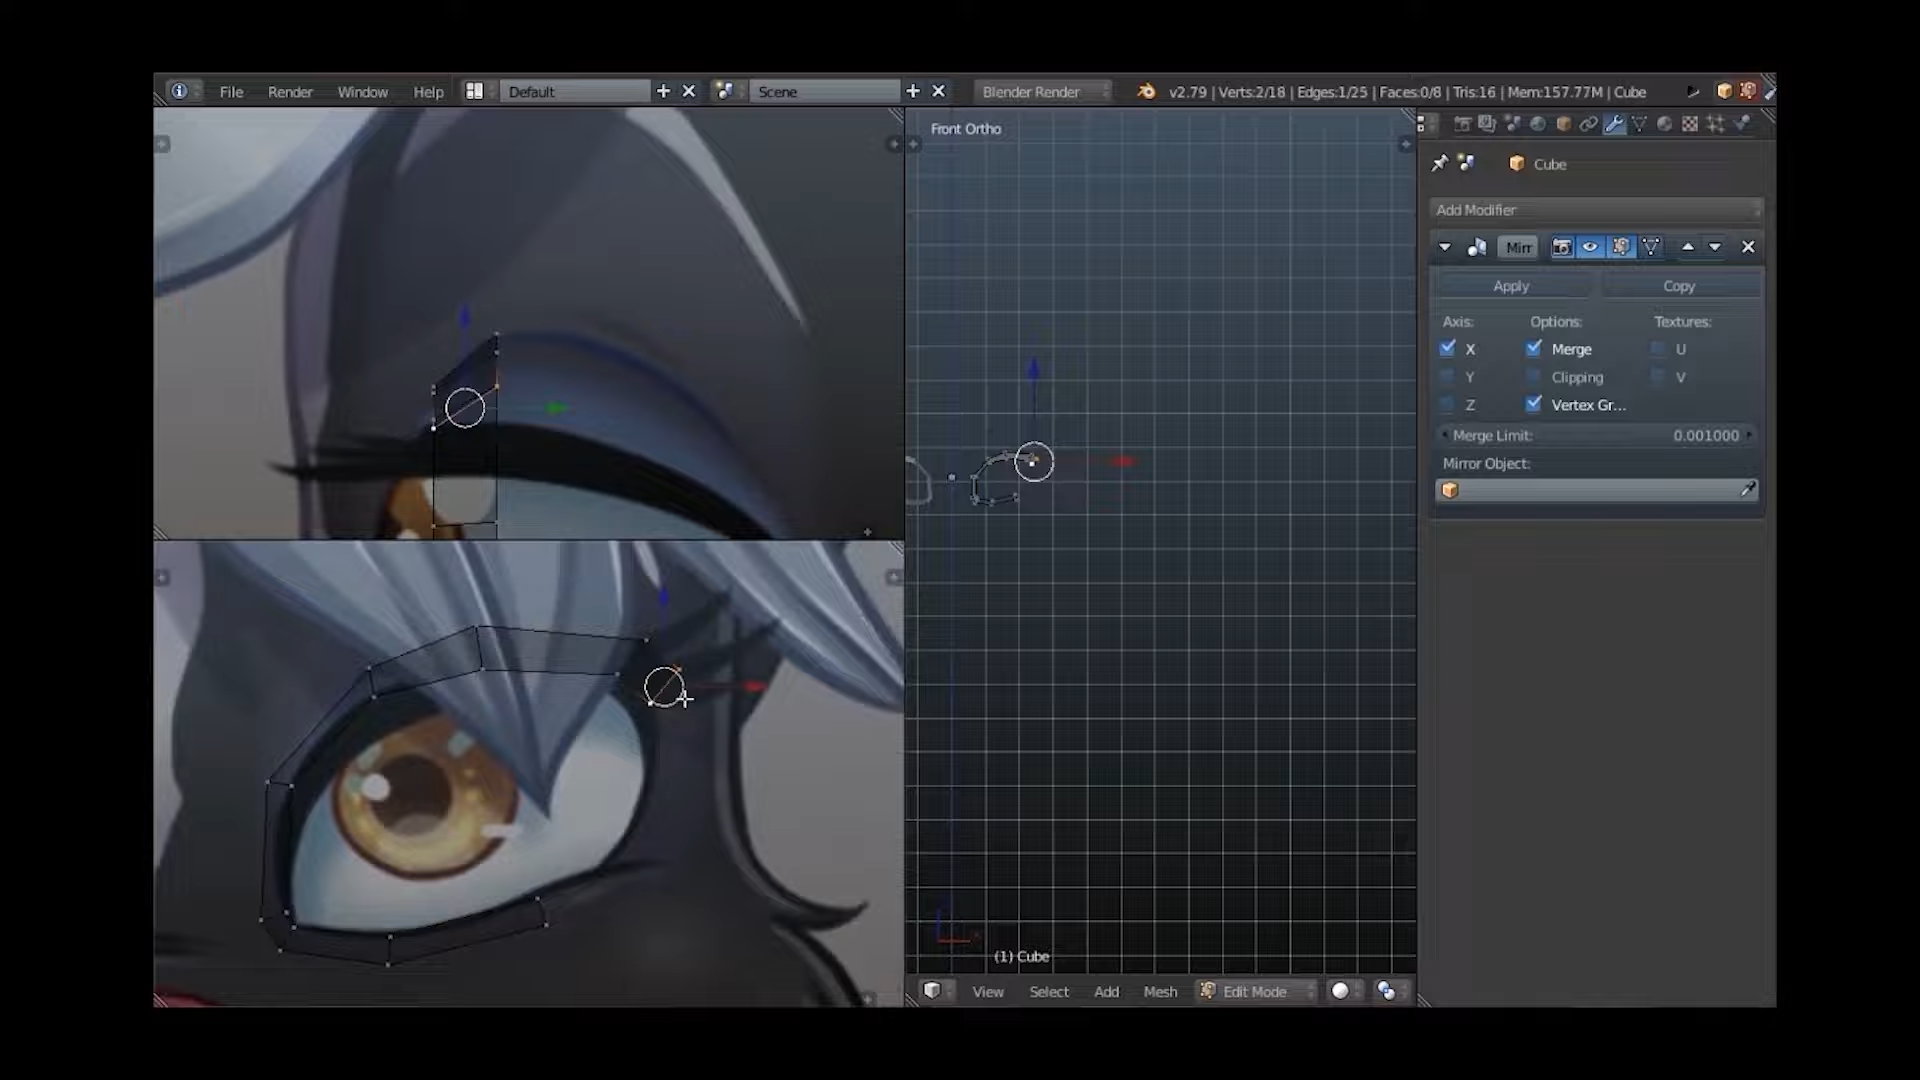 File Render Window Help Default Scene Blender Render v2.79 | Verts:2/18 | Edges:1/25 | Faces:0/8 | Tris:16 | Mem:157.77M | Cube
Front Ortho
Cube
Add Modifier
Mirr
Apply Copy
Axis: Options: Textures:
X Merge U
Y Clipping V
Z Vertex Gr...
Merge Limit: 0.001000
Mirror Object:
(1) Cube
View Select Add Mesh Edit Mode